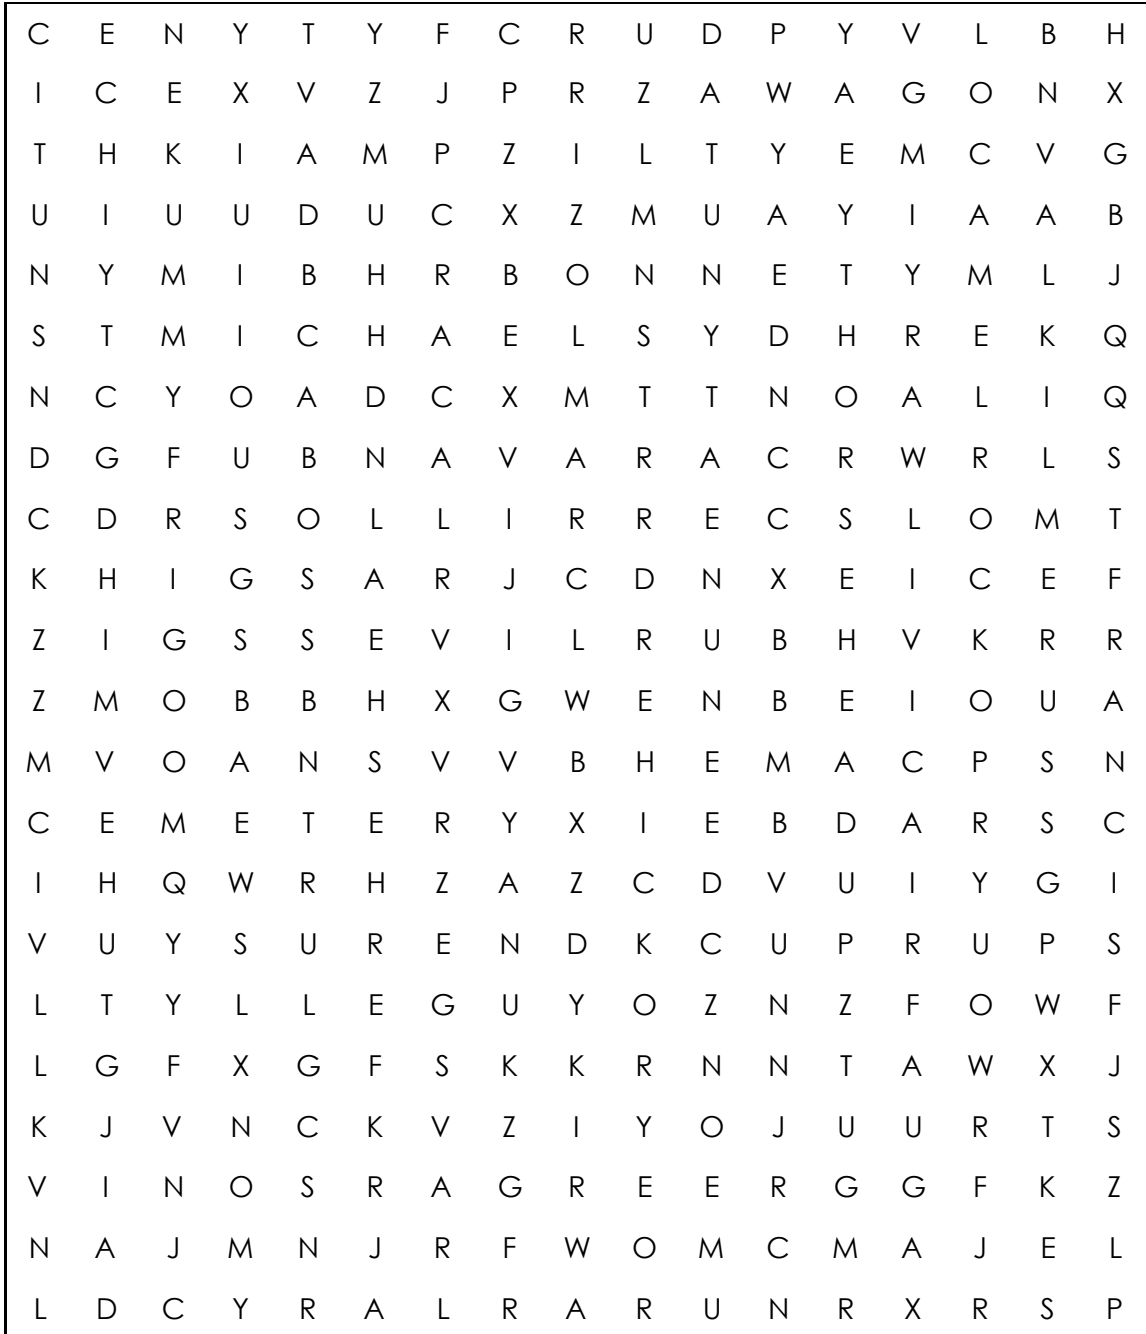 C E N Y T Y F C R U D P Y V L B H
I C E X V Z J P R Z A W A G O N X
T H K I A M P Z I L T Y E M C V G
U I U U D U C X Z M U A Y I A A B
N Y M I B H R B O N N E T Y M L J
S T M I C H A E L S Y D H R E K Q
N C Y O A D C X M T T N O A L I Q
D G F U B N A V A R A C R W R L S
C D R S O L L I R R E C S L O M T
K H I G S A R J C D N X E I C E F
Z I G S S E V I L R U B H V K R R
Z M O B B H X G W E N B E I O U A
M V O A N S V V B H E M A C P S N
C E M E T E R Y X I E B D A R S C
I H Q W R H Z A Z C D V U I Y G I
V U Y S U R E N D K C U P R U P S
L T Y L L E G U Y O Z N Z F O W F
L G F X G F S K K R N N T A W X J
K J V N C K V Z I Y O J U U R T S
V I N O S R A G R E E R G G F K Z
N A J M N J R F W O M C M A J E L
L D C Y R A L R A R U N R X R S P